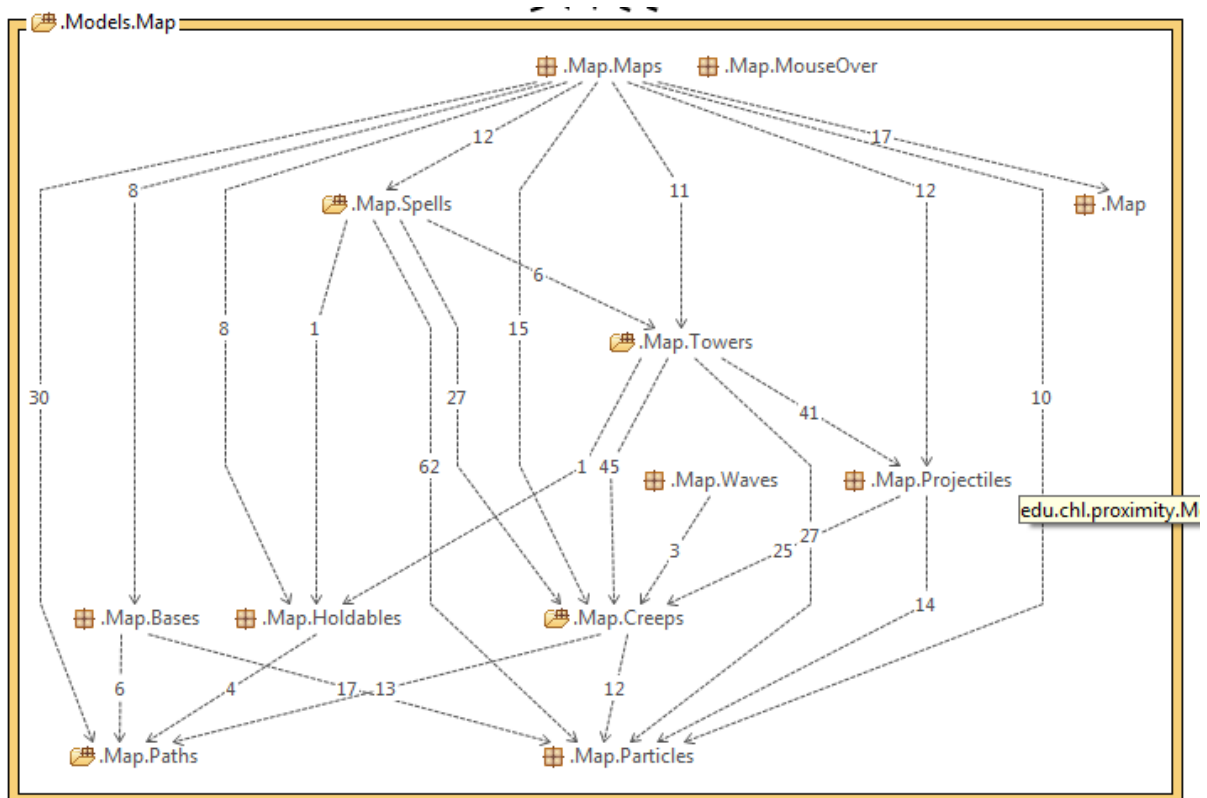 .Models.Map
.Map.Maps .Map.MouseOver
12 17
8 11 12
.Map.Spells .Map
6
8 1 15
.Map.Towers
30 27 10
41
62 1 45
.Map.Waves .Map.Projectiles
edu.chl.proximity.M
27
3 25
14
.Map.Bases .Map.Holdables .Map.Creeps
6 4 17 13 12
.Map.Paths .Map.Particles